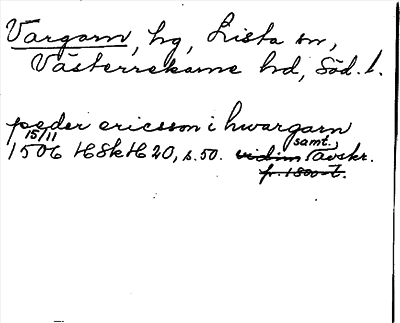 Vargarn, hg, Lista sn,
Västerrekarne hd, Söd. l.
peder ericsson i hwargarn
15/11 samt.
1506 HSH 20, s. 50. vidim avskr.
fr. 1800-t.